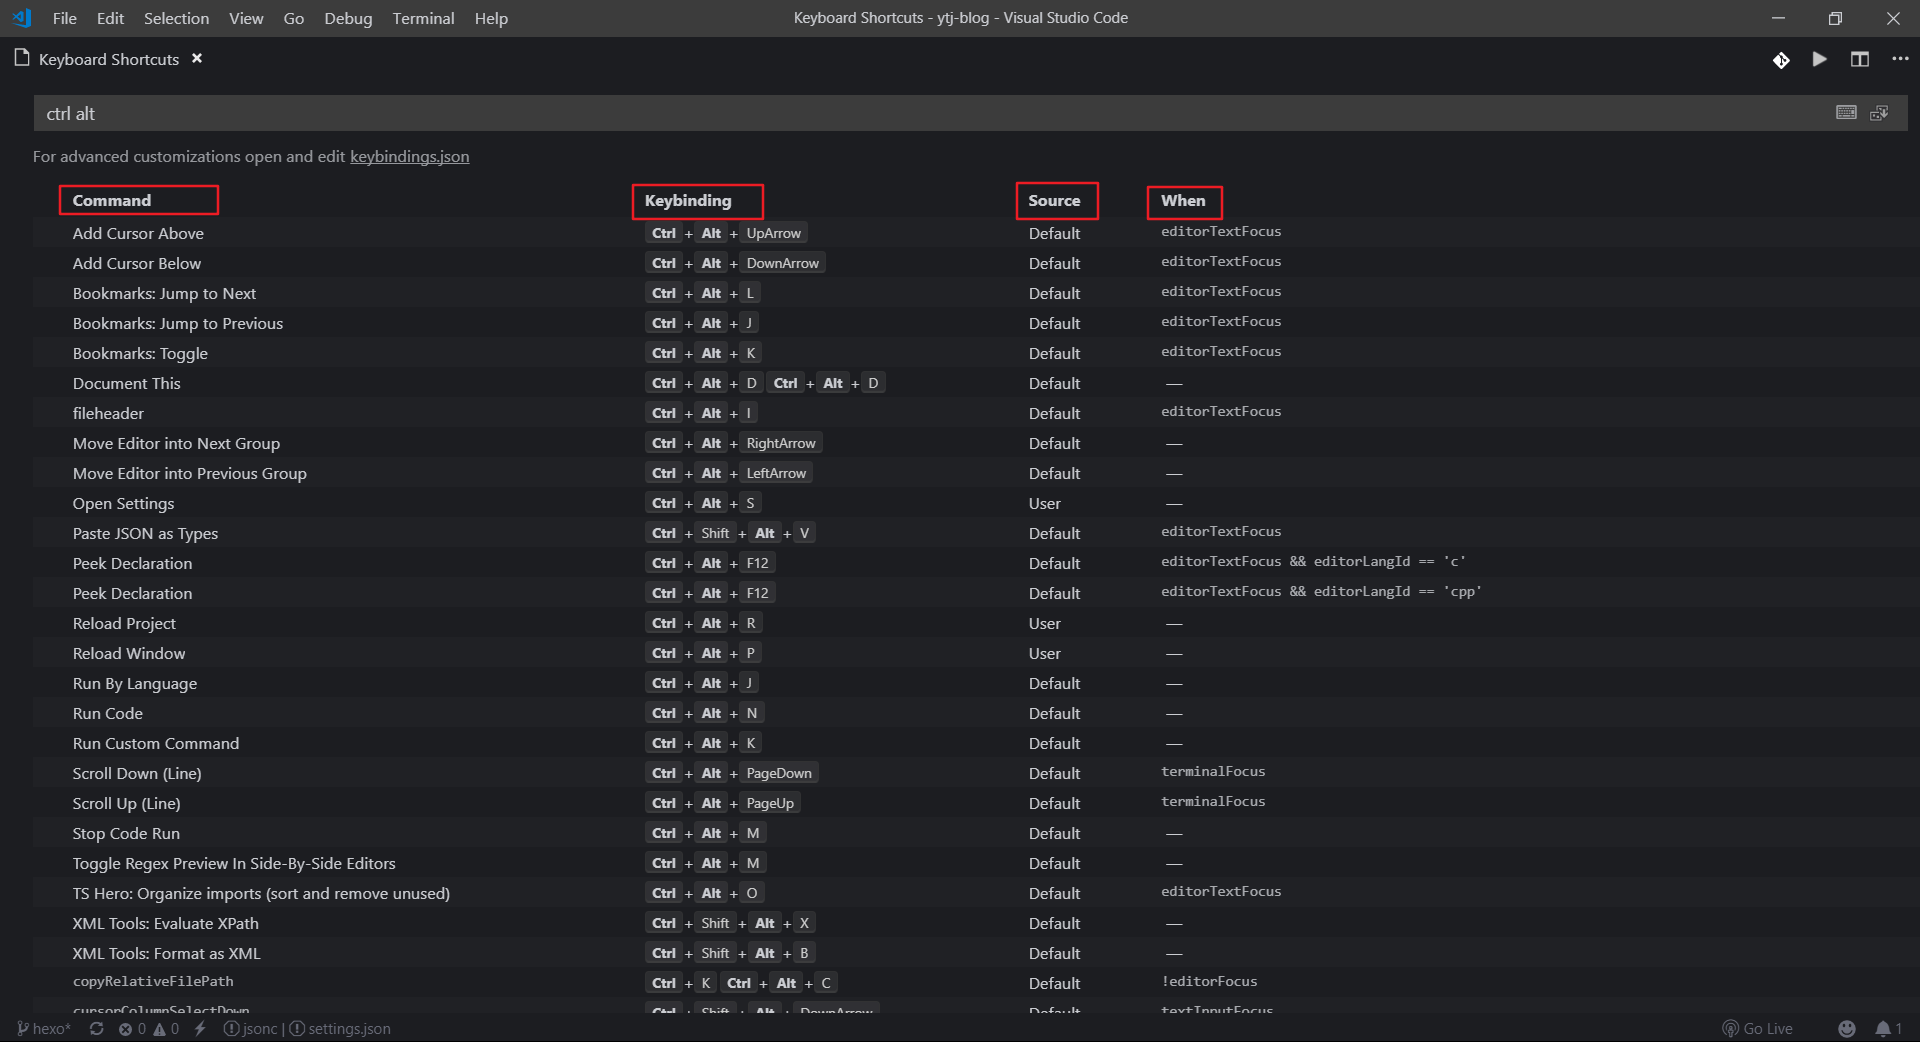 File Edit Selection View Go Debug Terminal Help Keyboard Shortcuts - ytj-blog - Visual Studio Code
Keyboard Shortcuts
ctrl alt
For advanced customizations open and edit keybindings.json
Command Keybinding Source When
Add Cursor Above Ctrl + Alt + UpArrow Default editorTextFocus
Add Cursor Below Ctrl + Alt + DownArrow Default editorTextFocus
Bookmarks: Jump to Next Ctrl + Alt + L Default editorTextFocus
Bookmarks: Jump to Previous Ctrl + Alt + J Default editorTextFocus
Bookmarks: Toggle Ctrl + Alt + K Default editorTextFocus
Document This Ctrl + Alt + D Ctrl + Alt + D Default —
fileheader Ctrl + Alt + I Default editorTextFocus
Move Editor into Next Group Ctrl + Alt + RightArrow Default —
Move Editor into Previous Group Ctrl + Alt + LeftArrow Default —
Open Settings Ctrl + Alt + S User —
Paste JSON as Types Ctrl + Shift + Alt + V Default editorTextFocus
Peek Declaration Ctrl + Alt + F12 Default editorTextFocus && editorLangId == 'c'
Peek Declaration Ctrl + Alt + F12 Default editorTextFocus && editorLangId == 'cpp'
Reload Project Ctrl + Alt + R User —
Reload Window Ctrl + Alt + P User —
Run By Language Ctrl + Alt + J Default —
Run Code Ctrl + Alt + N Default —
Run Custom Command Ctrl + Alt + K Default —
Scroll Down (Line) Ctrl + Alt + PageDown Default terminalFocus
Scroll Up (Line) Ctrl + Alt + PageUp Default terminalFocus
Stop Code Run Ctrl + Alt + M Default —
Toggle Regex Preview In Side-By-Side Editors Ctrl + Alt + M Default —
TS Hero: Organize imports (sort and remove unused) Ctrl + Alt + O Default editorTextFocus
XML Tools: Evaluate XPath Ctrl + Shift + Alt + X Default —
XML Tools: Format as XML Ctrl + Shift + Alt + B Default —
copyRelativeFilePath Ctrl + K Ctrl + Alt + C Default !editorFocus
cursorColumnSelectDown Ctrl + Shift + Alt + DownArrow Default textInputFocus
hexo* 0 0 jsonc | settings.json Go Live 1